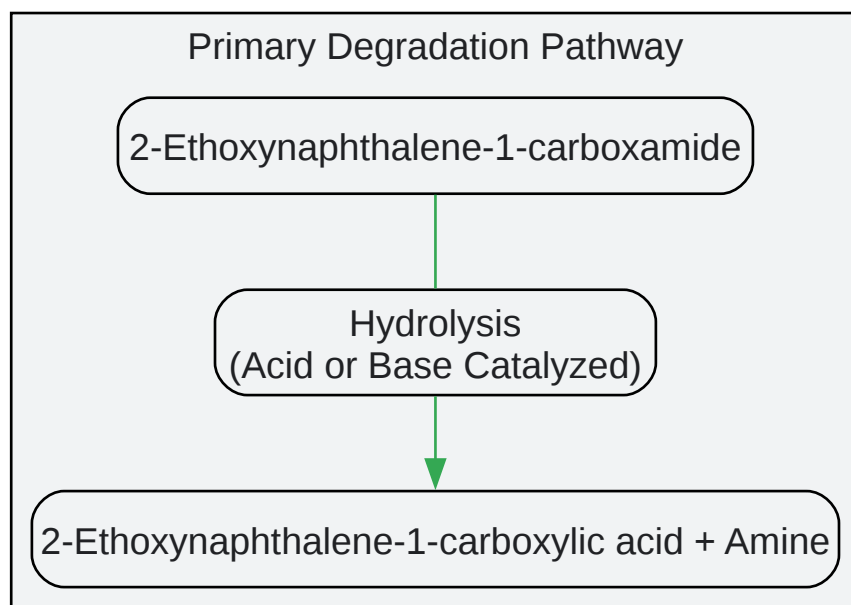 Primary Degradation Pathway
2-Ethoxynaphthalene-1-carboxamide
Hydrolysis
(Acid or Base Catalyzed)
2-Ethoxynaphthalene-1-carboxylic acid + Amine